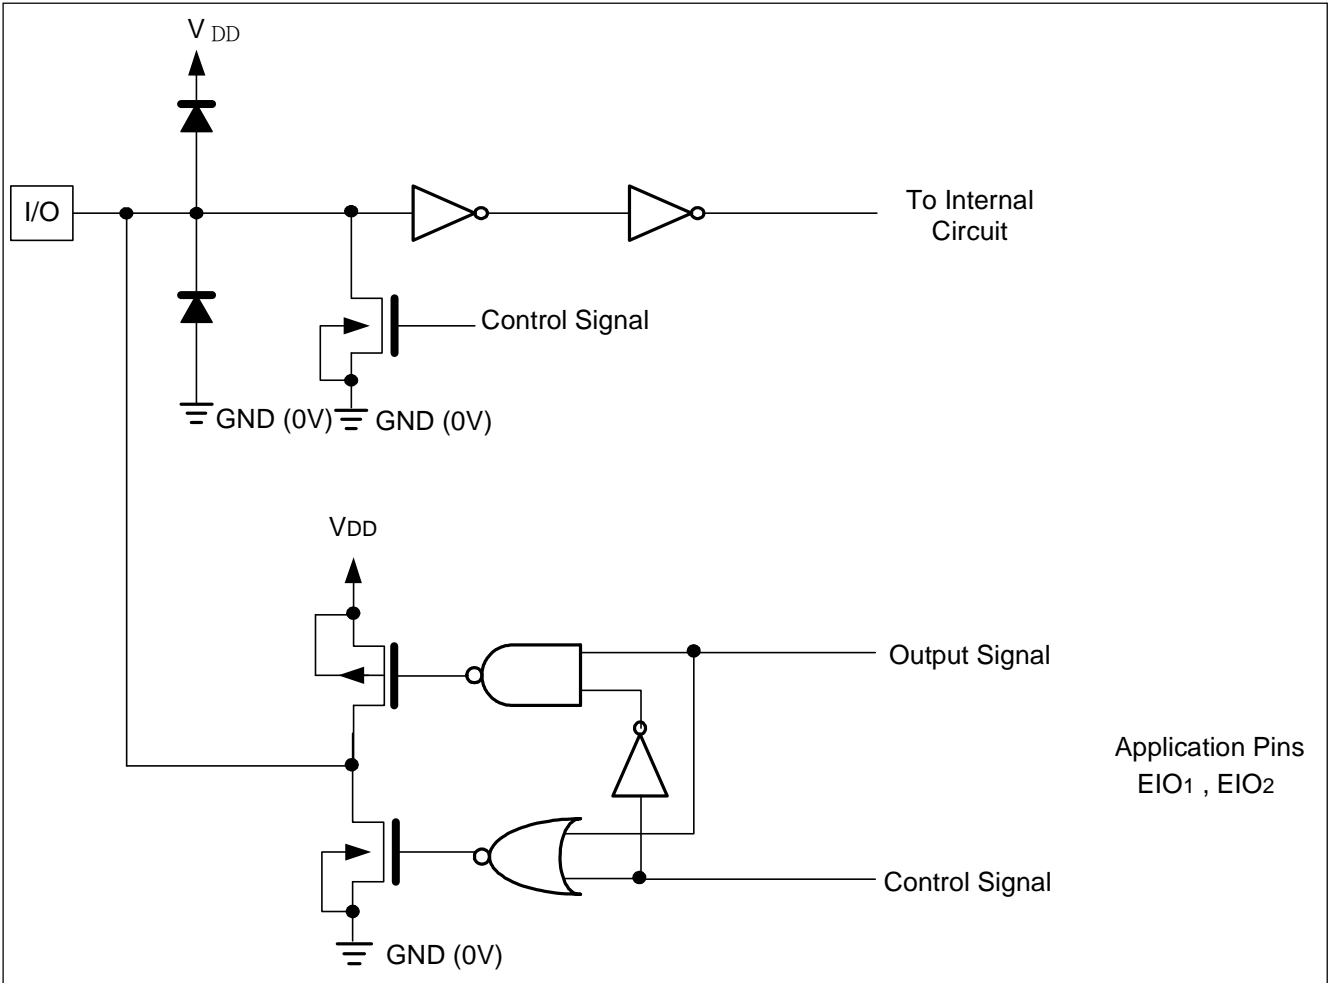 V DD
I/O
To Internal
Circuit
Control Signal
GND (0V)
GND (0V)
VDD
Output Signal
Application Pins
EIO1 , EIO2
Control Signal
GND (0V)